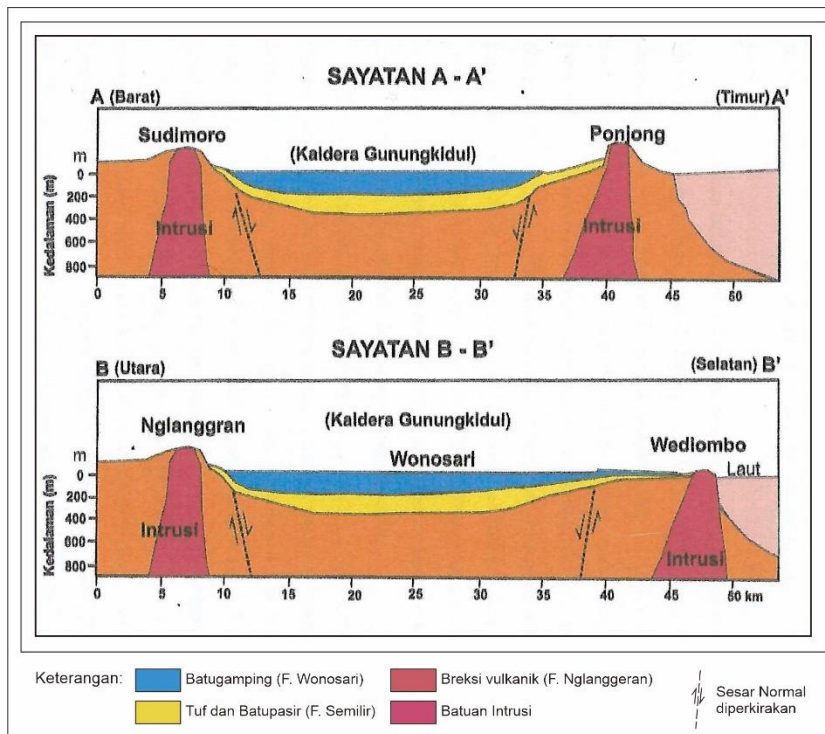 SAYATAN A - A'
A (Barat)
(Timur) A'
Sudimoro
Ponjong
(Kaldera Gunungkidul)
m
0
200
400
600
800
Kedalaman (m)
Intrusi
Intrusi
0 5 10 15 20 25 30 35 40 45 50
SAYATAN B - B'
B (Utara)
(Selatan) B'
(Kaldera Gunungkidul)
Nglanggran
Wonosari
Wediombo
Laut
m
0
200
400
600
800
Kedalaman (m)
Intrusi
Intrusi
0 5 10 15 20 25 30 35 40 45 50 km
Keterangan:
Batugamping (F. Wonosari)
Breksi vulkanik (F. Nglanggeran)
Tuf dan Batupasir (F. Semilir)
Batuan Intrusi
Sesar Normal
diperkirakan